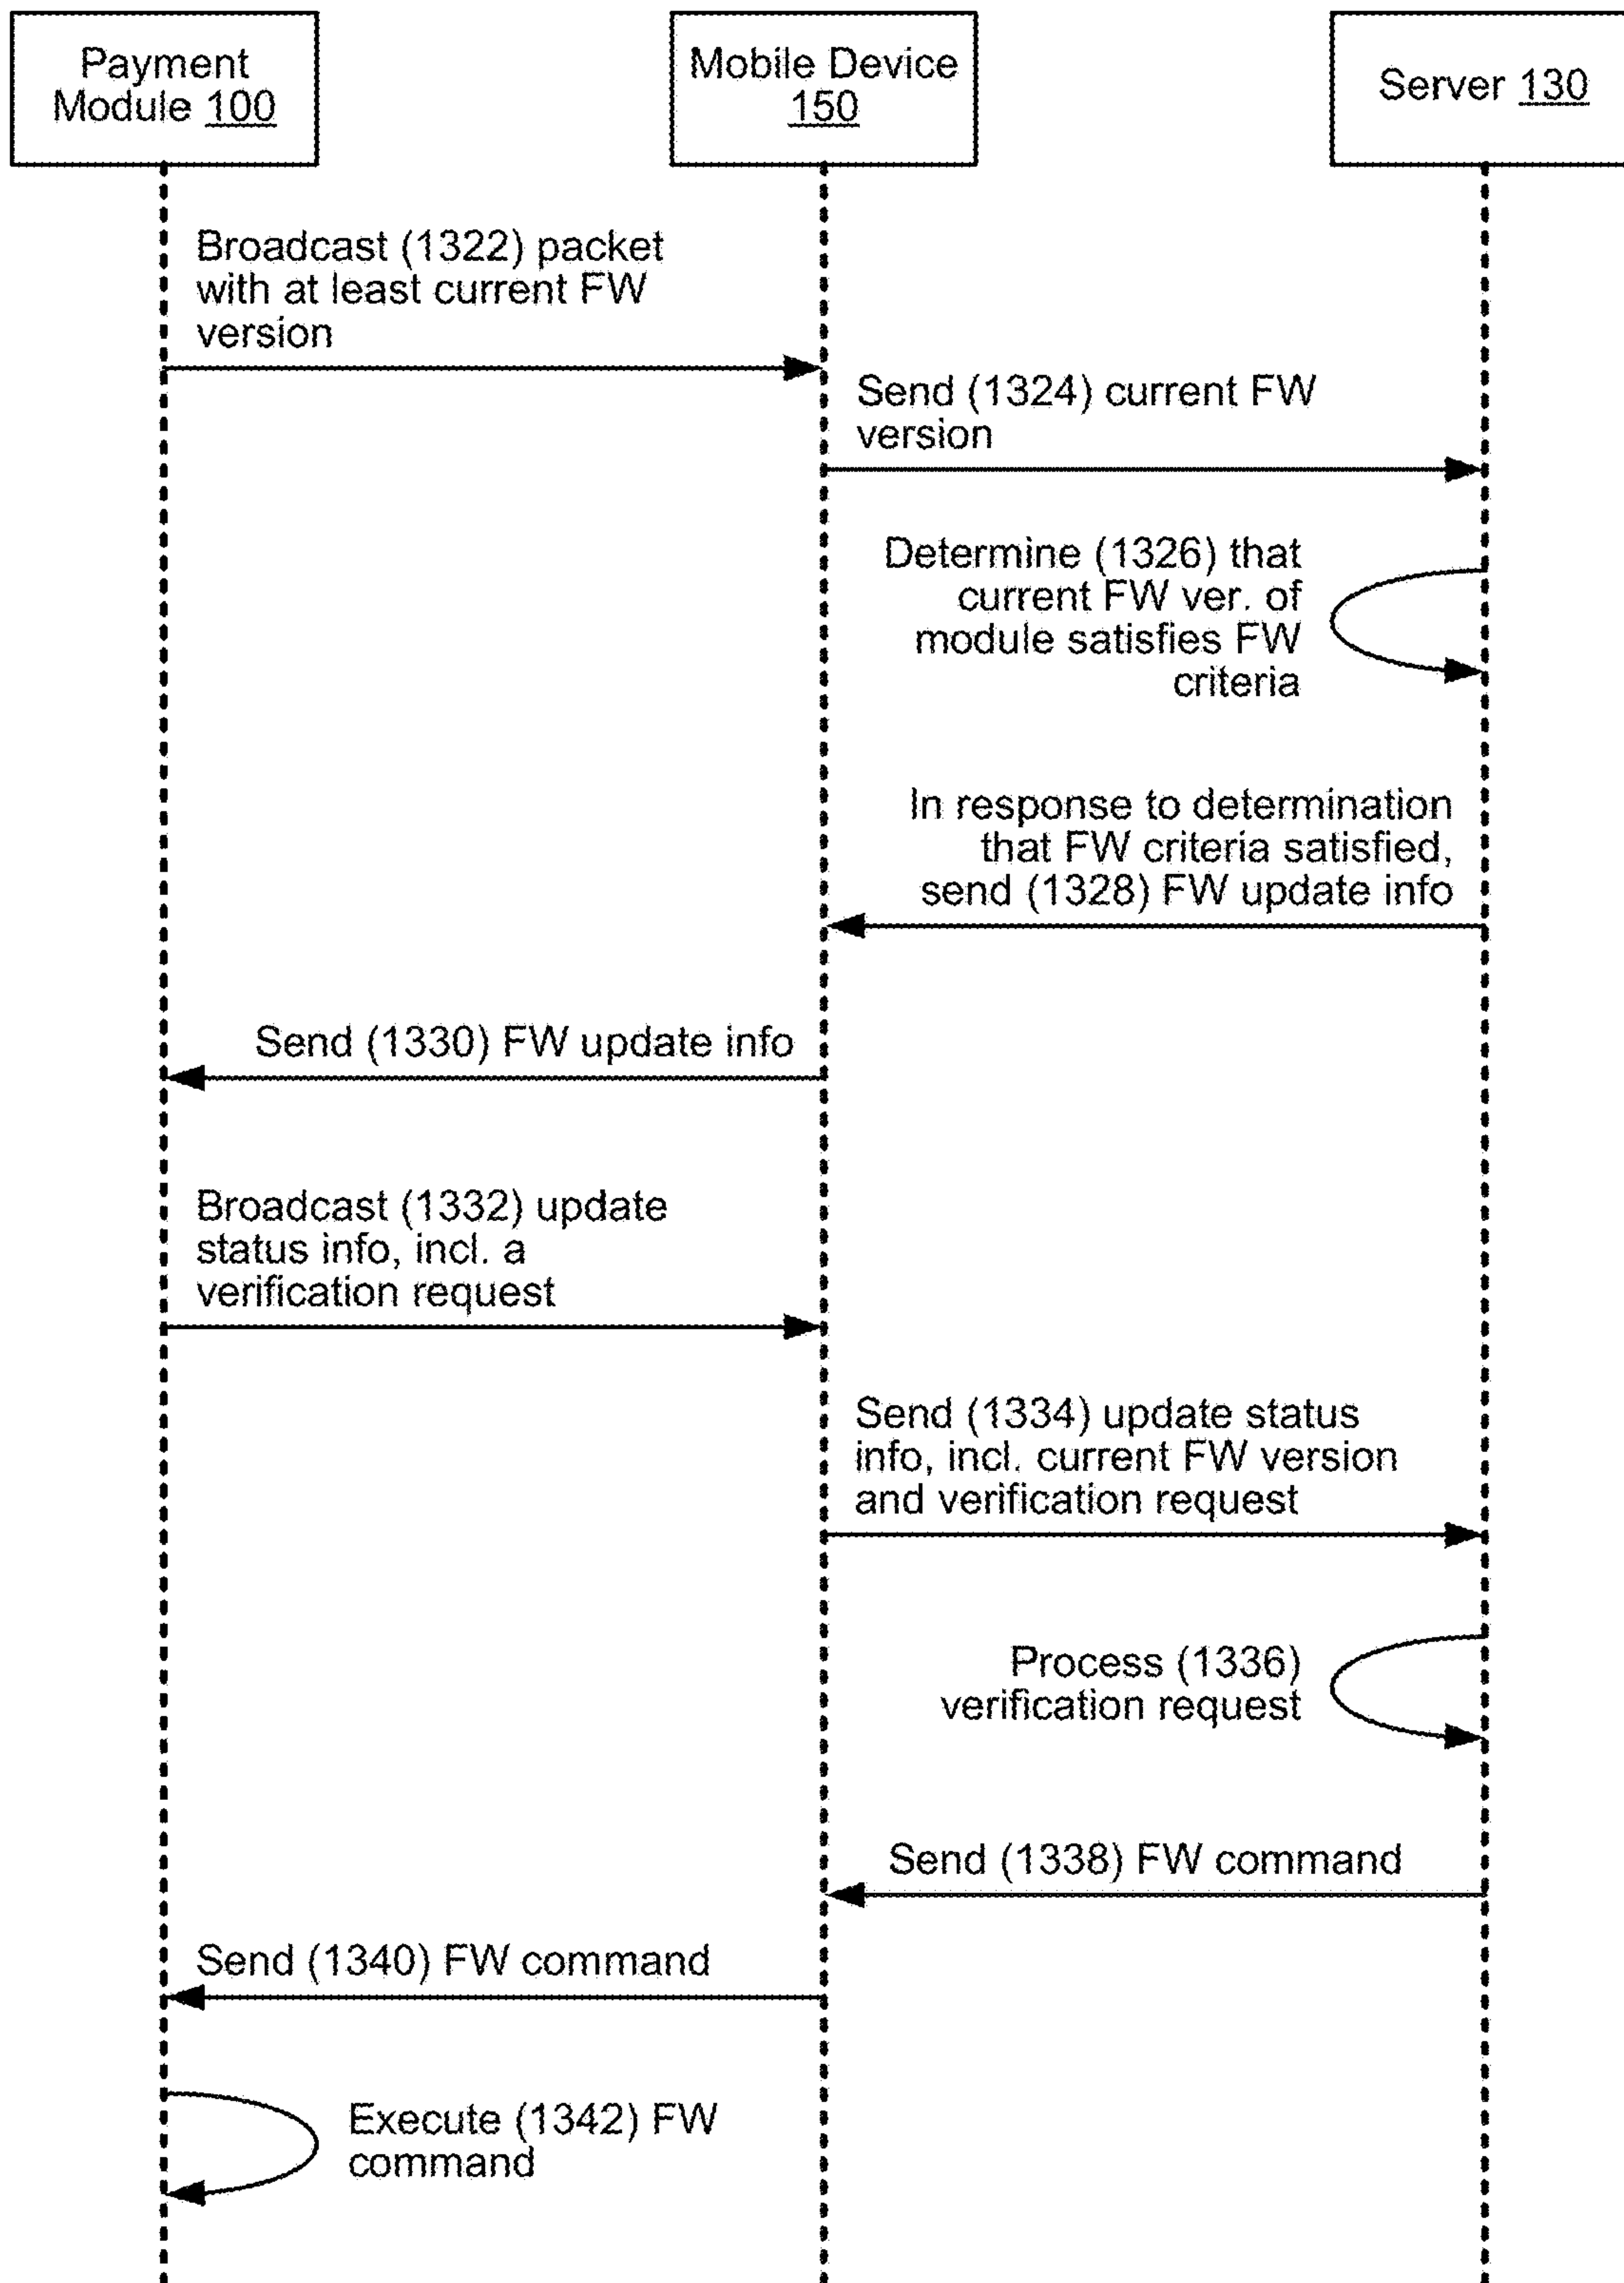 Payment
Module 100
Mobile Device
150
Server 130
Broadcast (1322) packet
with at least current FW
version
Send (1324) current FW
version
Determine (1326) that
current FW ver. of
module satisfies FW
criteria
In response to determination
that FW criteria satisfied,
send (1328) FW update info
Send (1330) FW update info
Broadcast (1332) update
status info, incl. a
verification request
Send (1334) update status
info, incl. current FW version
and verification request
Process (1336)
verification request
Send (1338) FW command
Send (1340) FW command
Execute (1342) FW
command